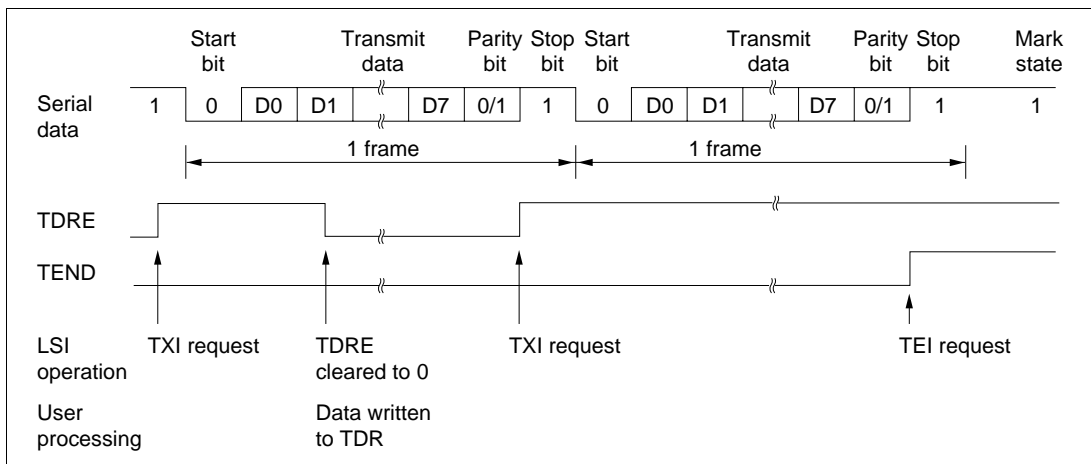 Start bit Transmit data Parity bit Stop bit Start bit Transmit data Parity bit Stop bit Mark state
Serial data 1 0 D0 D1 D7 0/1 1 0 D0 D1 D7 0/1 1 1
1 frame 1 frame
TDRE
TEND
LSI operation TXI request TDRE cleared to 0 TXI request TEI request
User processing Data written to TDR